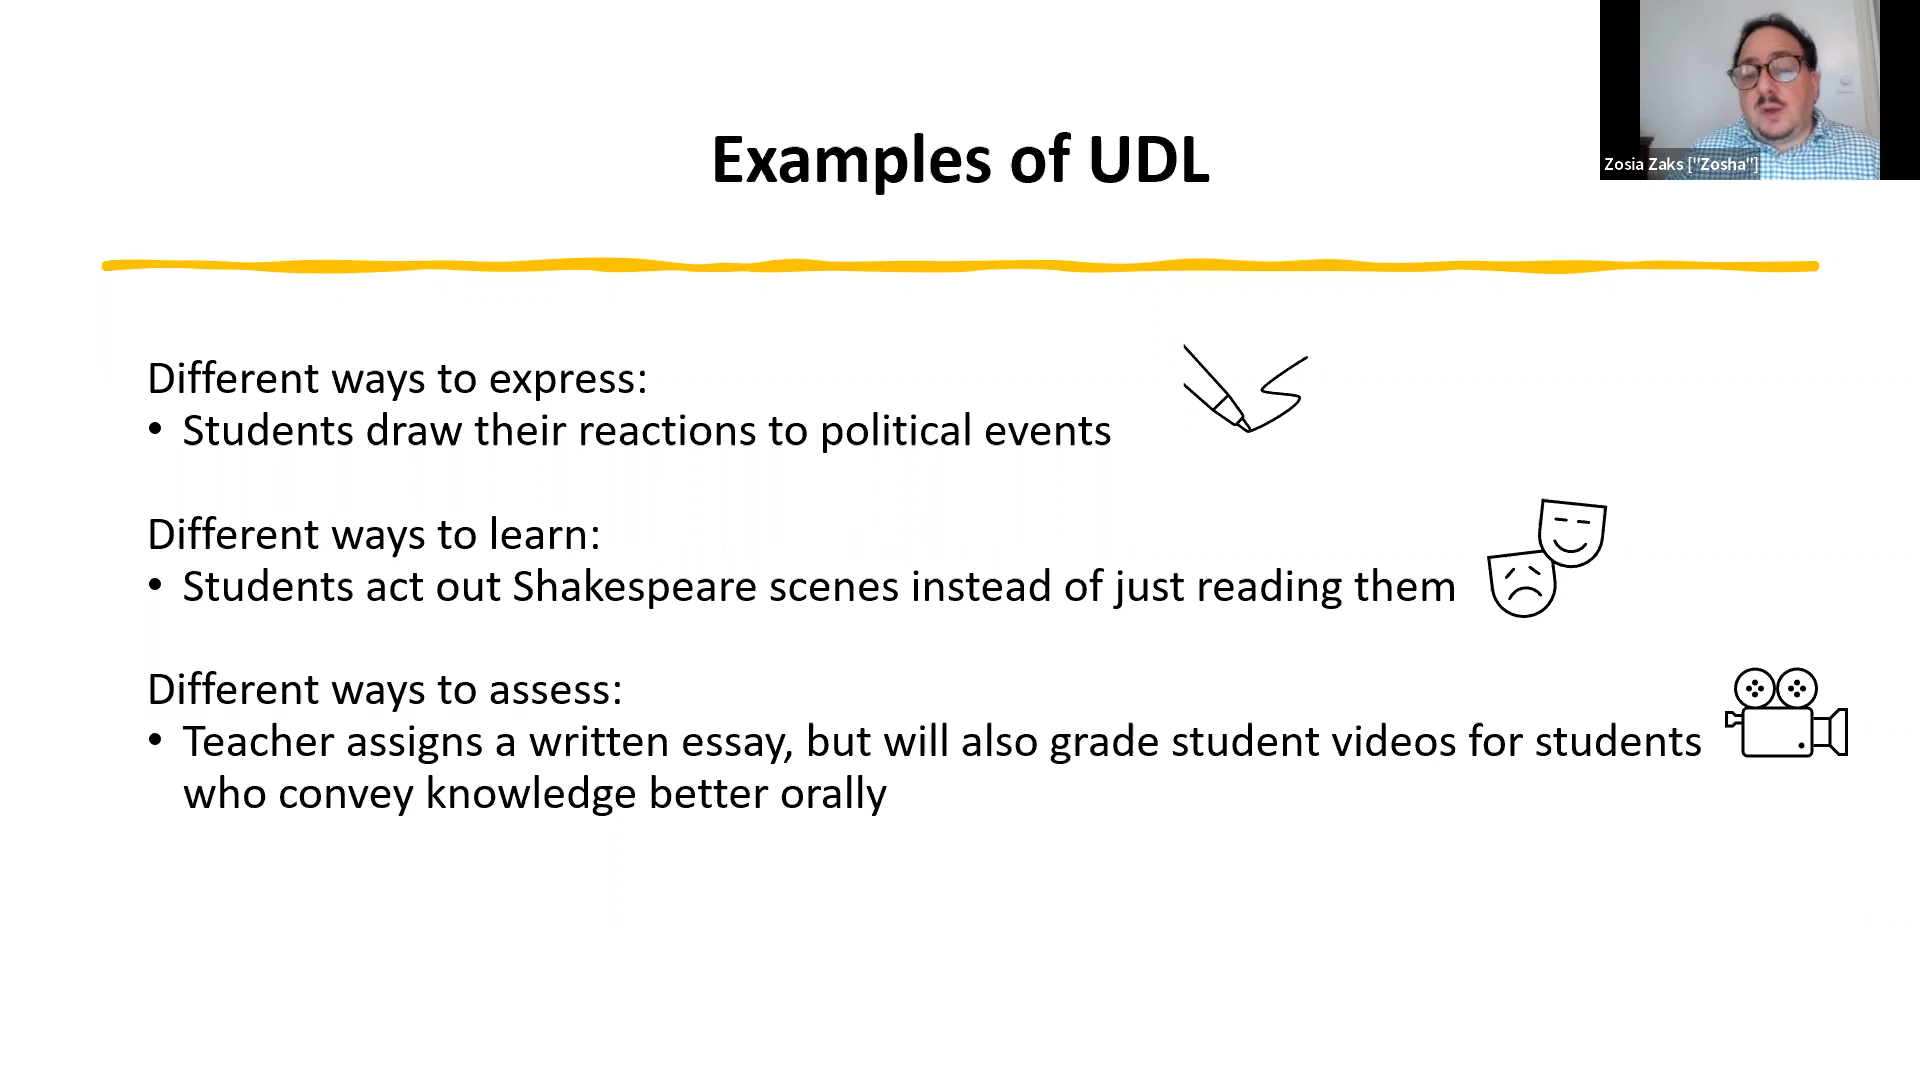 Examples of UDL
Zosia Zaks ["Zosha"]
Different ways to express:
• Students draw their reactions to political events
Different ways to learn:
• Students act out Shakespeare scenes instead of just reading them
Different ways to assess:
• Teacher assigns a written essay, but will also grade student videos for students
who convey knowledge better orally